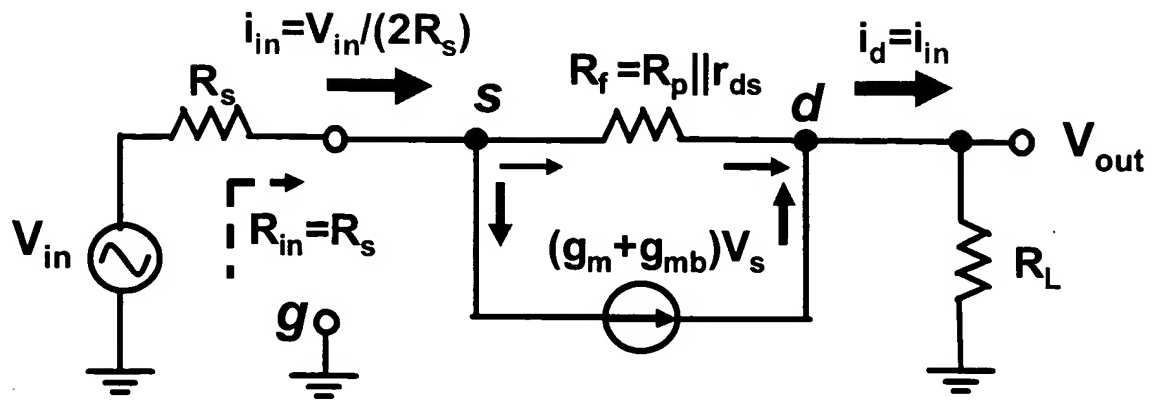 i_in=V_in/(2R_s)
i_d=i_in
R_s
s
R_f=R_p||r_ds
d
V_out
R_in=R_s
V_in
(g_m+g_mb)V_s
R_L
g